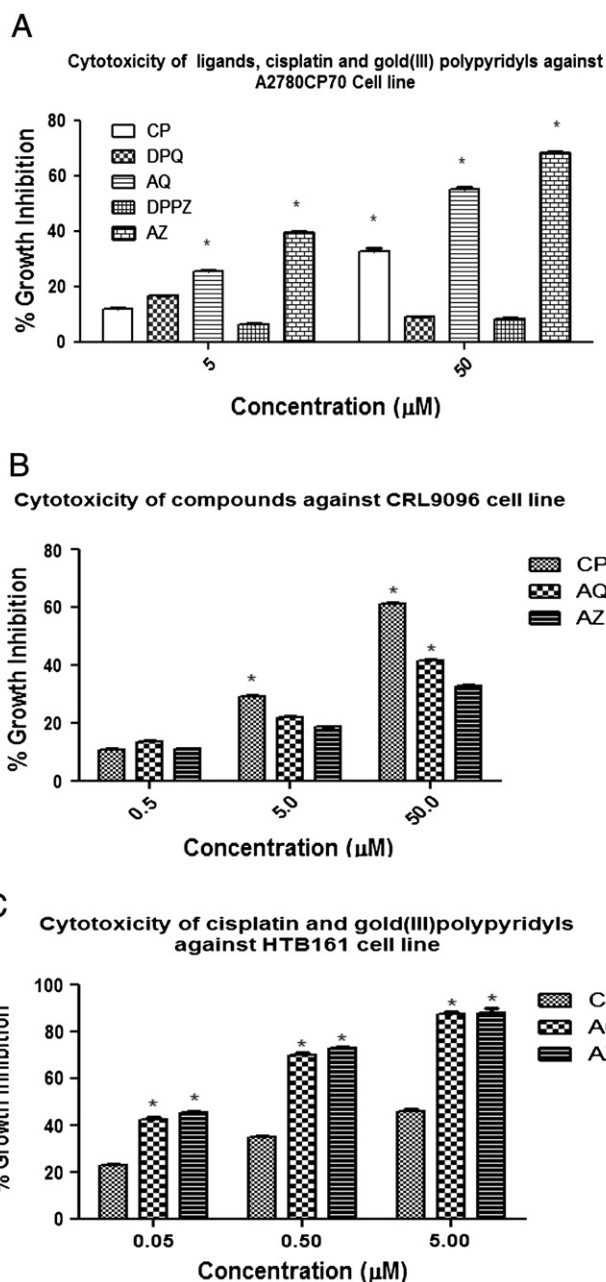 A
Cytotoxicity of ligands, cisplatin and gold(III) polypyridyls against
A2780CP70 Cell line
80
60
40
20
0
% Growth Inhibition
CP
DPQ
AQ
DPPZ
AZ
*
*
*
*
*
5
50
Concentration (μM)
B
Cytotoxicity of compounds against CRL9096 cell line
80
60
40
20
0
% Growth Inhibition
CP
AQ
AZ
*
*
*
0.5
5.0
50.0
Concentration (μM)
Cytotoxicity of cisplatin and gold(III)polypyridyls
against HTB161 cell line
100
80
60
40
20
0
% Growth Inhibition
C
A
A
*
*
*
*
*
*
0.05
0.50
5.00
Concentration (μM)